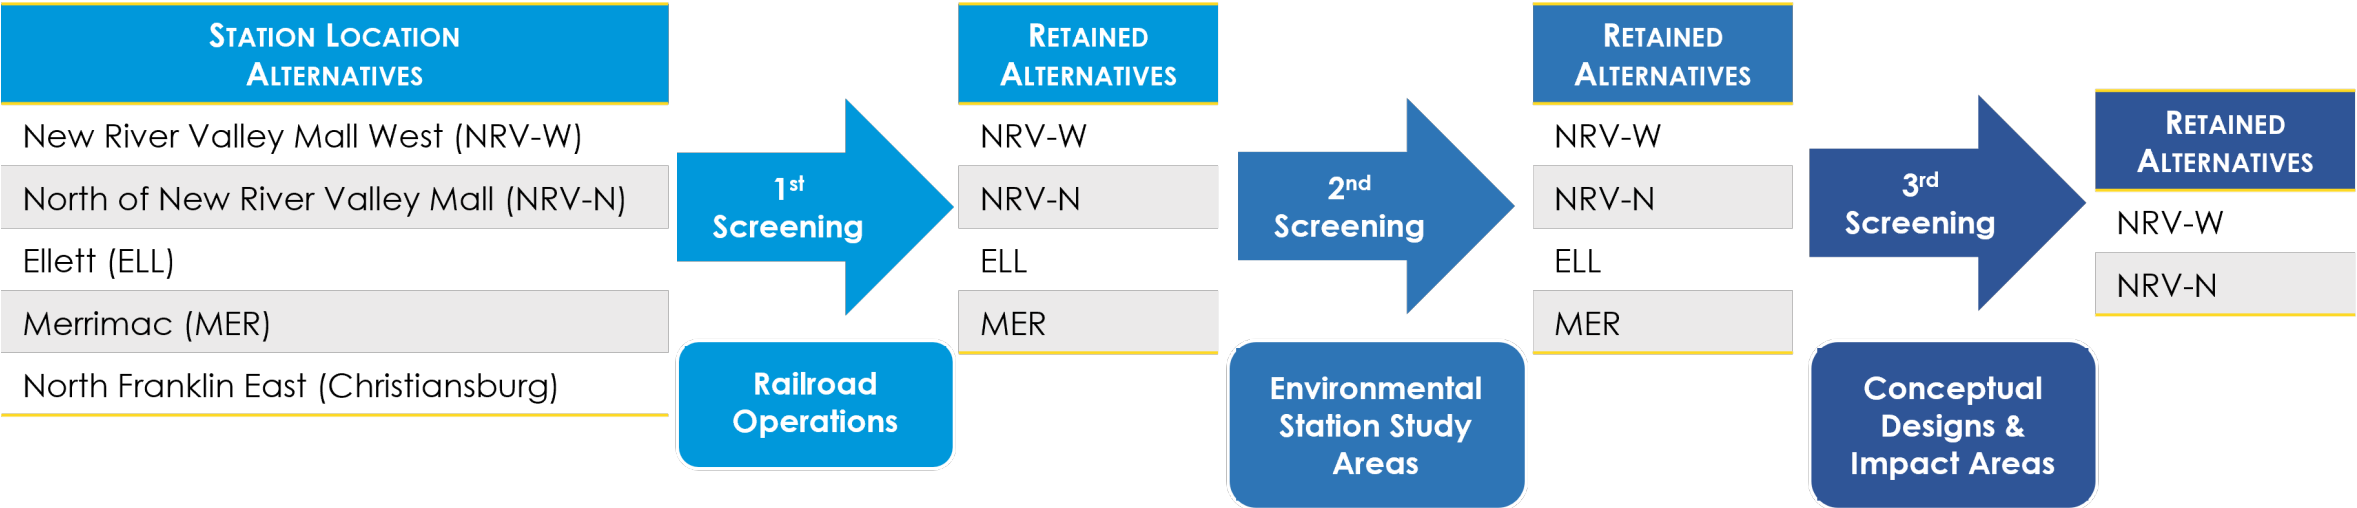 STATION LOCATION
ALTERNATIVES
New River Valley Mall West (NRV-W)
North of New River Valley Mall (NRV-N)
Ellett (ELL)
Merrimac (MER)
North Franklin East (Christiansburg)
1st
Screening
Railroad
Operations
RETAINED
ALTERNATIVES
NRV-W
NRV-N
ELL
MER
2nd
Screening
Environmental
Station Study
Areas
RETAINED
ALTERNATIVES
NRV-W
NRV-N
ELL
MER
3rd
Screening
Conceptual
Designs &
Impact Areas
RETAINED
ALTERNATIVES
NRV-W
NRV-N